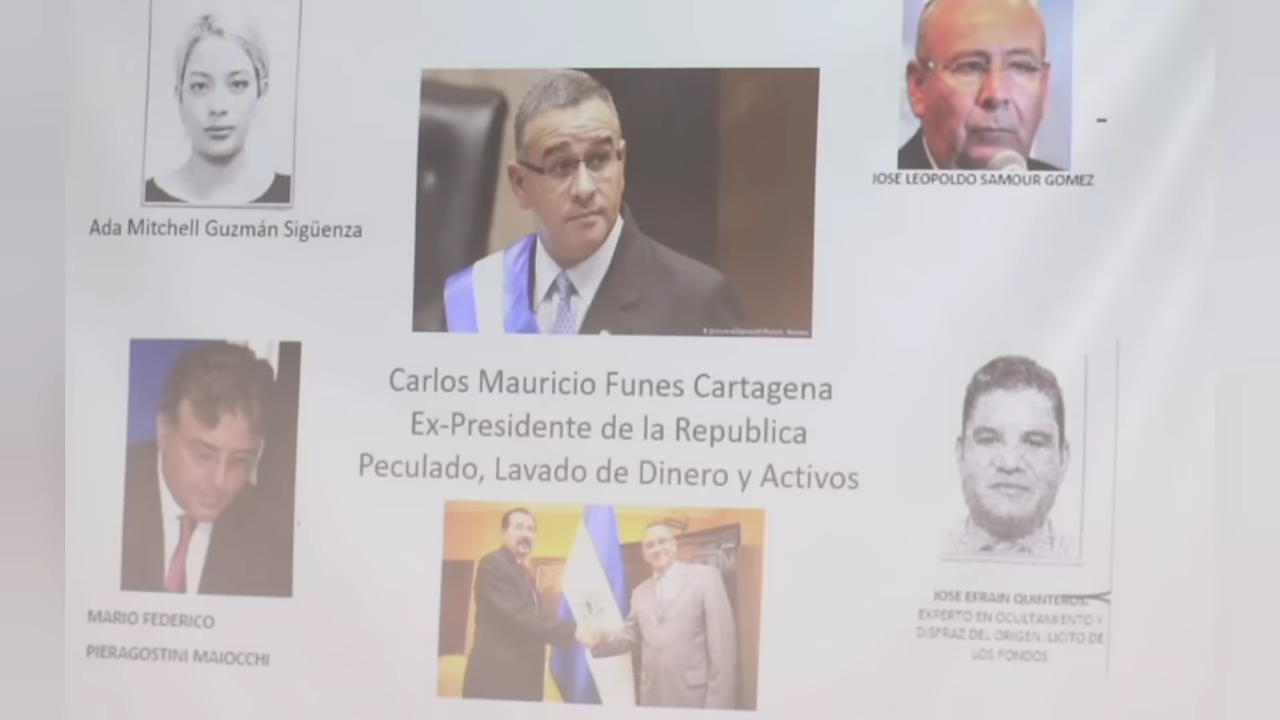 Ada Mitchell Guzmán Sigüenza
JOSE LEOPOLDO SAMOUR GOMEZ
Carlos Mauricio Funes Cartagena
Ex-Presidente de la Republica
Peculado, Lavado de Dinero y Activos
MARIO FEDERICO
PIERAGOSTINI MAIOCCHI
JOSE EFRAIN QUINTEROS.
EXPERTO EN OCULTAMIENTO Y
DISFRAZ DEL ORIGEN ILICITO DE
LOS FONDOS